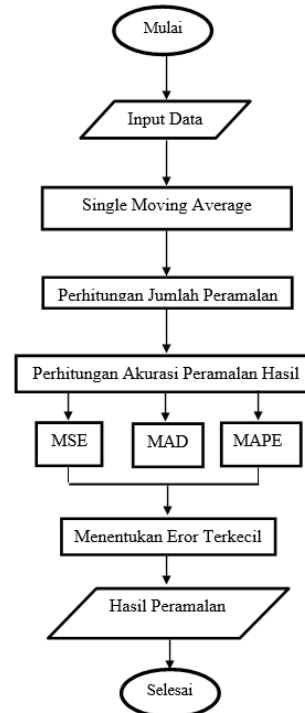 Mulai
Input Data
Single Moving Average
Perhitungan Jumlah Peramalan
Perhitungan Akurasi Peramalan Hasil
MSE
MAD
MAPE
Menentukan Eror Terkecil
Hasil Peramalan
Selesai